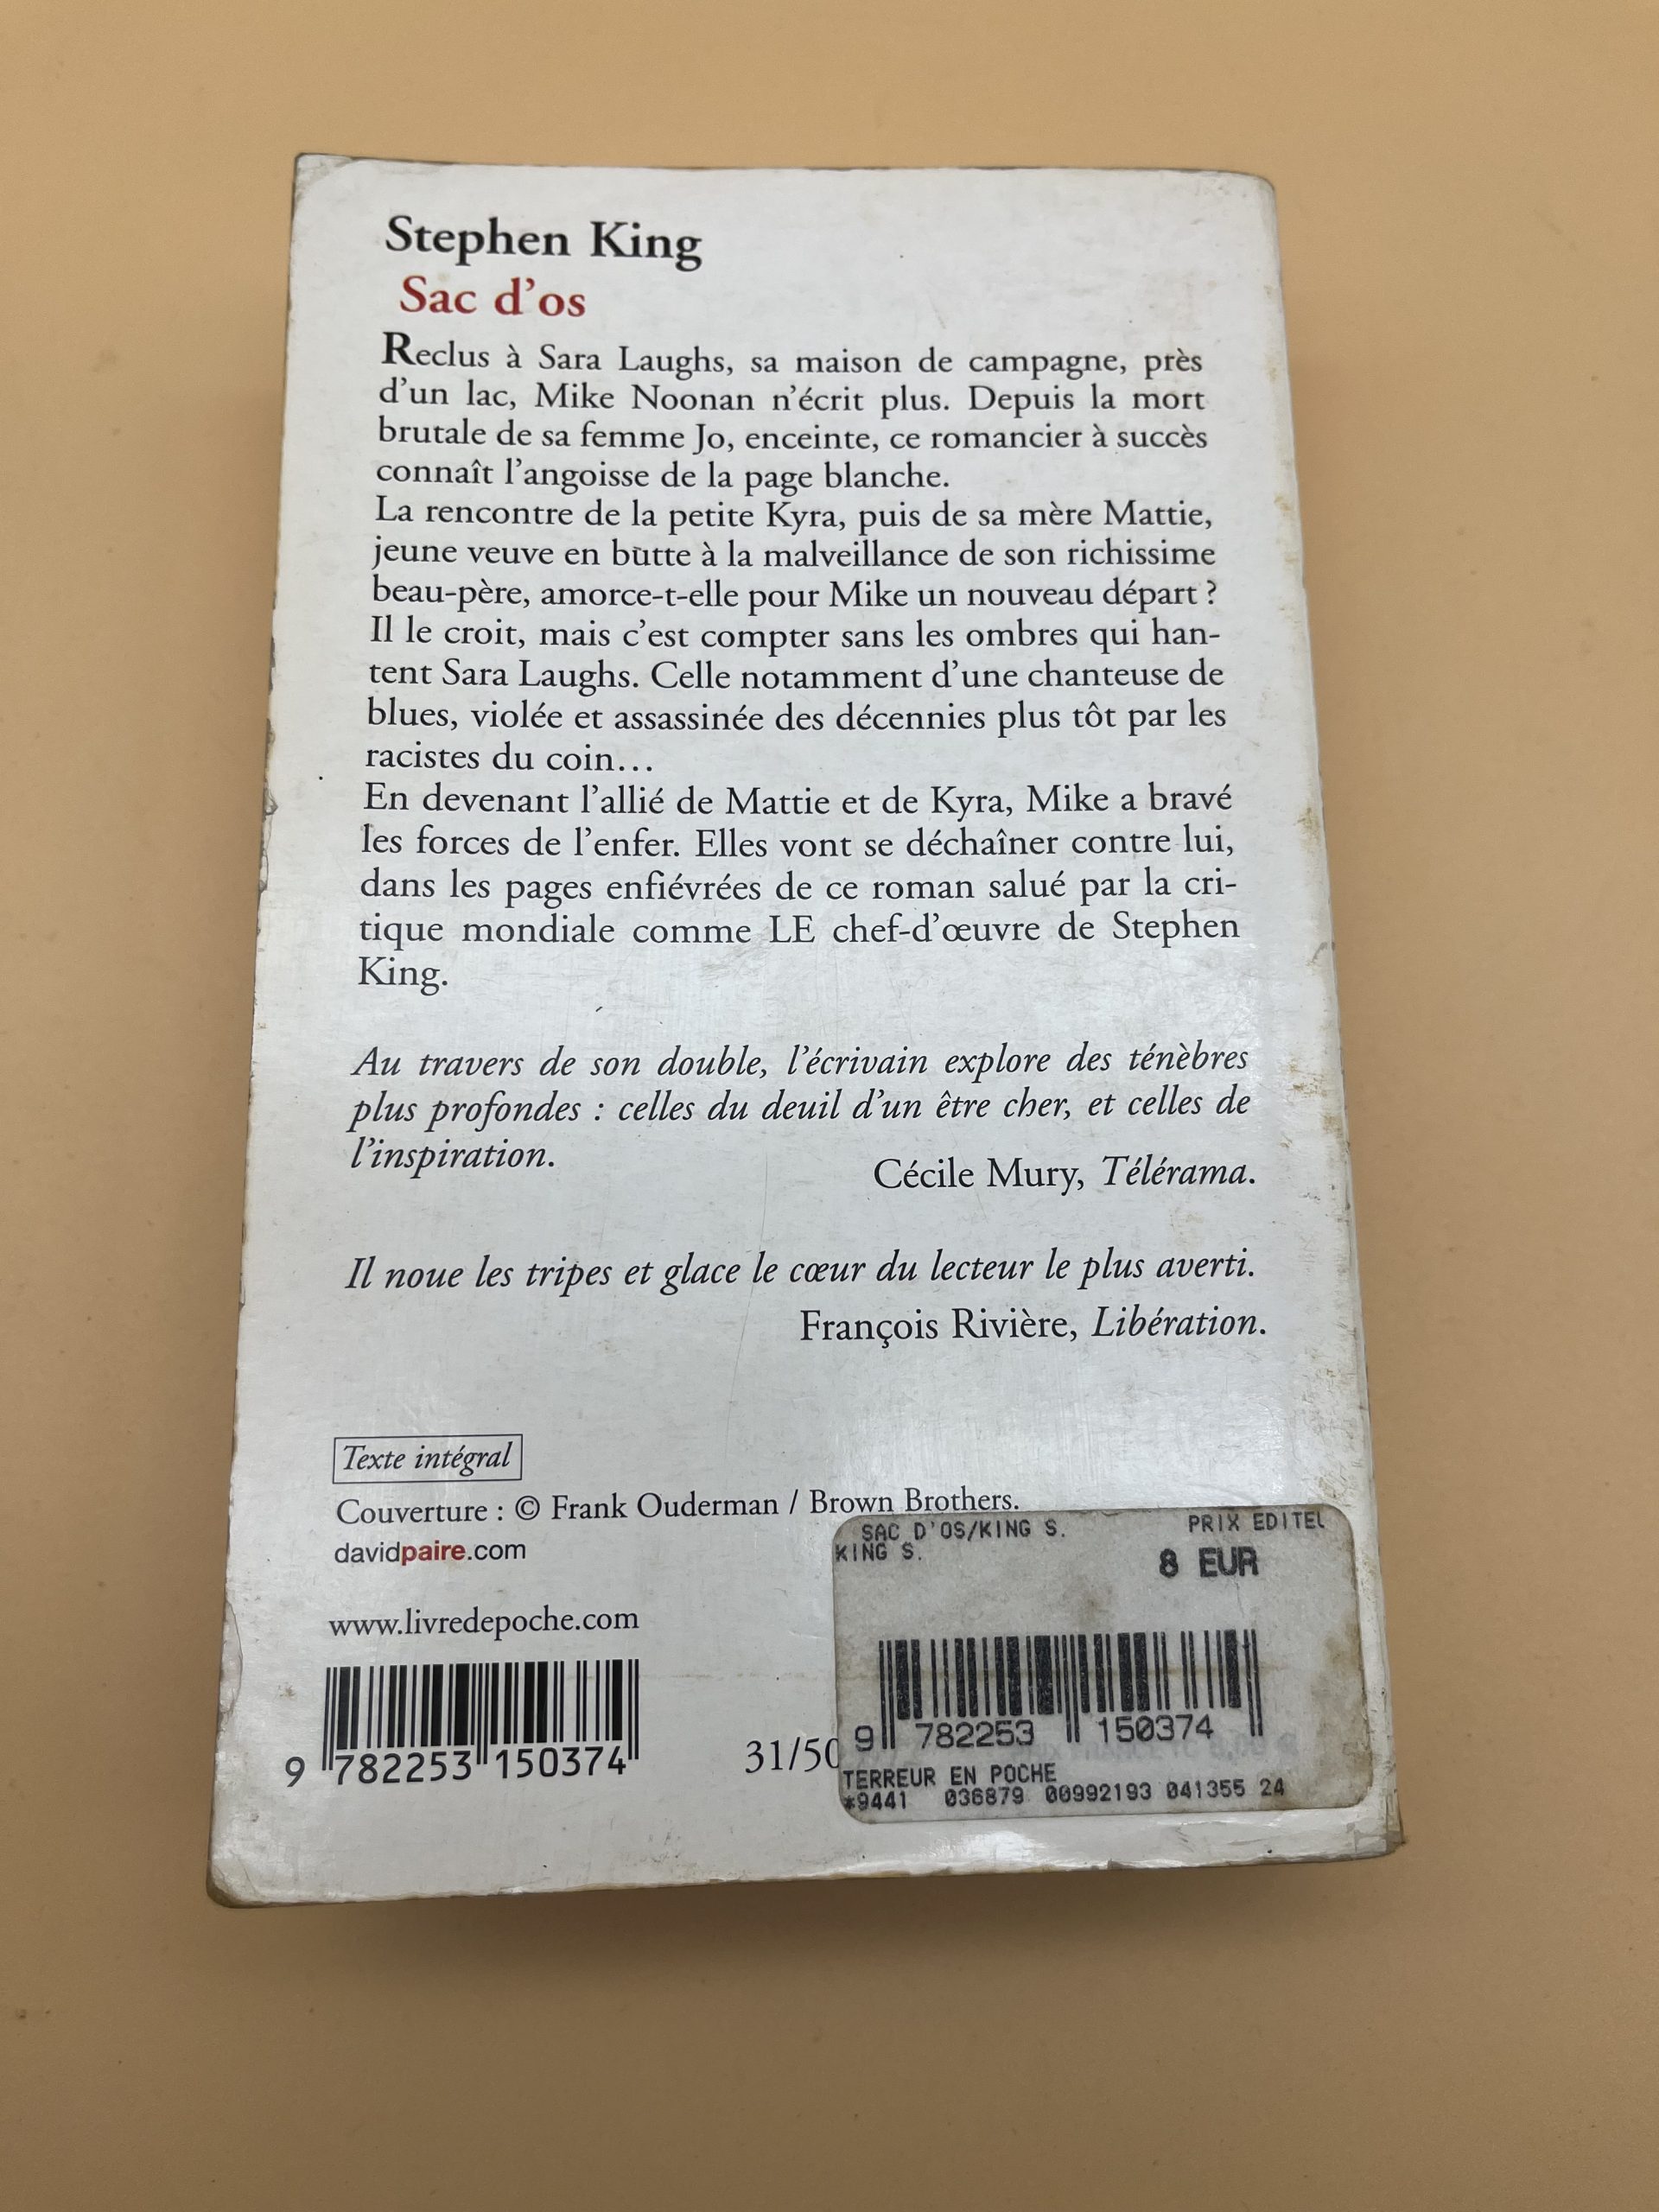 Stephen King
Sac d'os
Reclus à Sara Laughs, sa maison de campagne, près
d'un lac, Mike Noonan n'écrit plus. Depuis la mort
brutale de sa femme Jo, enceinte, ce romancier à succès
connaît l'angoisse de la page blanche.
La rencontre de la petite Kyra, puis de sa mère Mattie,
jeune veuve en butte à la malveillance de son richissime
beau-père, amorce-t-elle pour Mike un nouveau départ ?
Il le croit, mais c'est compter sans les ombres qui han-
tent Sara Laughs. Celle notamment d'une chanteuse de
blues, violée et assassinée des décennies plus tôt par les
racistes du coin…
En devenant l'allié de Mattie et de Kyra, Mike a bravé
les forces de l'enfer. Elles vont se déchaîner contre lui,
dans les pages enfiévrées de ce roman salué par la cri-
tique mondiale comme LE chef-d'œuvre de Stephen
King.
Au travers de son double, l'écrivain explore des ténèbres
plus profondes : celles du deuil d'un être cher, et celles de
l'inspiration.
Cécile Mury, Télérama.
Il noue les tripes et glace le cœur du lecteur le plus averti.
François Rivière, Libération.
Texte intégral
Couverture : © Frank Ouderman / Brown Brothers.
davidpaire.com
www.livredepoche.com
9 782253 150374
31/50
SAC D'OS/KING S.
PRIX EDITEL
KING S.
8 EUR
9 782253 150374
TERREUR EN POCHE
*9441 036879 00992193 041355 24